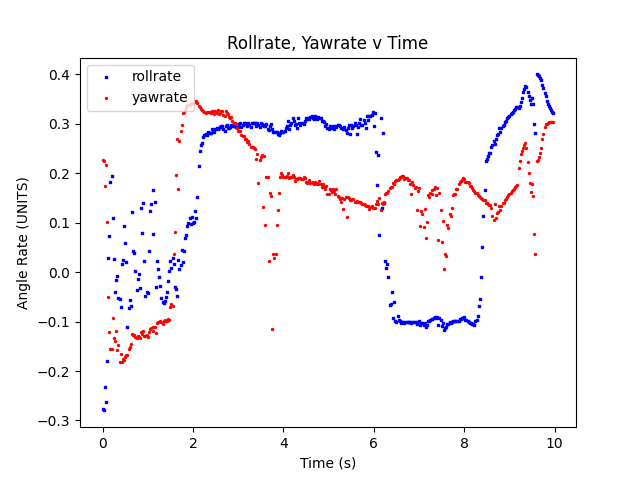 Rollrate, Yawrate v Time
rollrate
yawrate
Angle Rate (UNITS)
0.4
0.3
0.2
0.1
0.0
−0.1
−0.2
−0.3
0 2 4 6 8 10
Time (s)